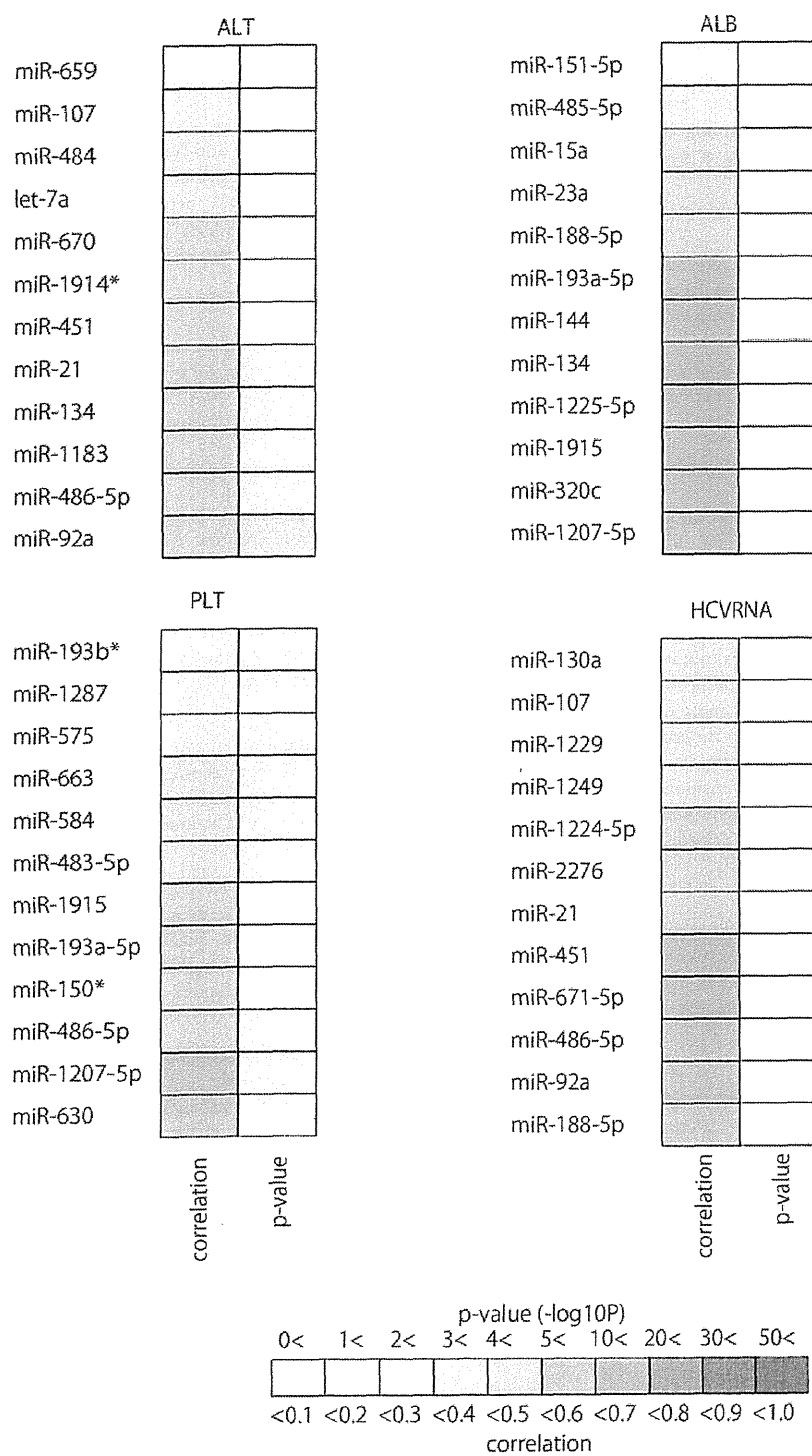 ALT
miR-659
miR-107
miR-484
let-7a
miR-670
miR-1914*
miR-451
miR-21
miR-134
miR-1183
miR-486-5p
miR-92a
ALB
miR-151-5p
miR-485-5p
miR-15a
miR-23a
miR-188-5p
miR-193a-5p
miR-144
miR-134
miR-1225-5p
miR-1915
miR-320c
miR-1207-5p
PLT
miR-193b*
miR-1287
miR-575
miR-663
miR-584
miR-483-5p
miR-1915
miR-193a-5p
miR-150*
miR-486-5p
miR-1207-5p
miR-630
correlation
p-value
HCVRNA
miR-130a
miR-107
miR-1229
miR-1249
miR-1224-5p
miR-2276
miR-21
miR-451
miR-671-5p
miR-486-5p
miR-92a
miR-188-5p
correlation
p-value
p-value (-log10P)
0< 1< 2< 3< 4< 5< 10< 20< 30< 50<
<0.1 <0.2 <0.3 <0.4 <0.5 <0.6 <0.7 <0.8 <0.9 <1.0
correlation